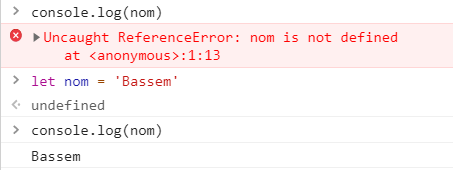 console.log(nom)
Uncaught ReferenceError: nom is not defined
at <anonymous>:1:13
let nom = 'Bassem'
undefined
console.log(nom)
Bassem